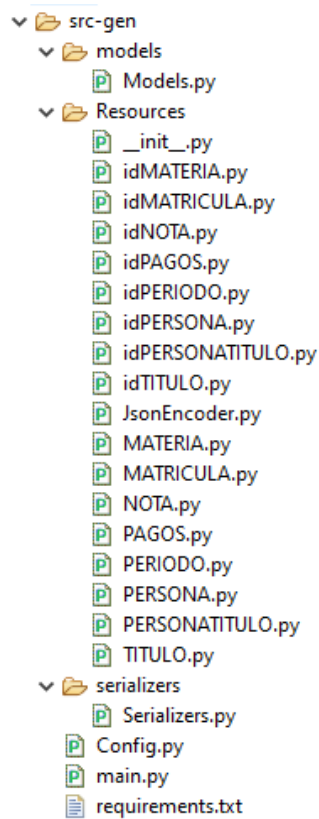 src-gen
models
Models.py
Resources
__init__.py
idMATERIA.py
idMATRICULA.py
idNOTA.py
idPAGOS.py
idPERIODO.py
idPERSONA.py
idPERSONATITULO.py
idTITULO.py
JsonEncoder.py
MATERIA.py
MATRICULA.py
NOTA.py
PAGOS.py
PERIODO.py
PERSONA.py
PERSONATITULO.py
TITULO.py
serializers
Serializers.py
Config.py
main.py
requirements.txt